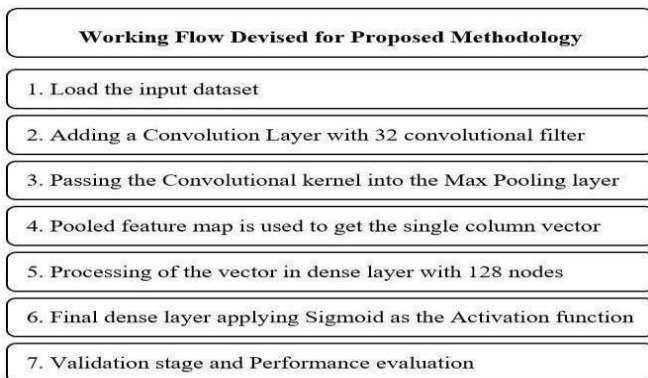 Working Flow Devised for Proposed Methodology
1. Load the input dataset
2. Adding a Convolution Layer with 32 convolutional filter
3. Passing the Convolutional kernel into the Max Pooling layer
4. Pooled feature map is used to get the single column vector
5. Processing of the vector in dense layer with 128 nodes
6. Final dense layer applying Sigmoid as the Activation function
7. Validation stage and Performance evaluation